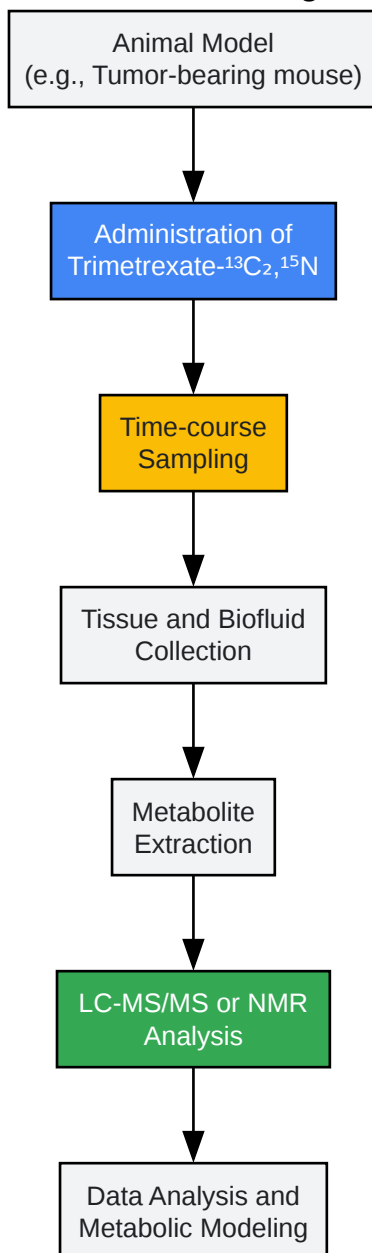 Animal Model
(e.g., Tumor-bearing mouse)
Administration of
Trimetrexate-¹³C₂,¹⁵N
Time-course
Sampling
Tissue and Biofluid
Collection
Metabolite
Extraction
LC-MS/MS or NMR
Analysis
Data Analysis and
Metabolic Modeling